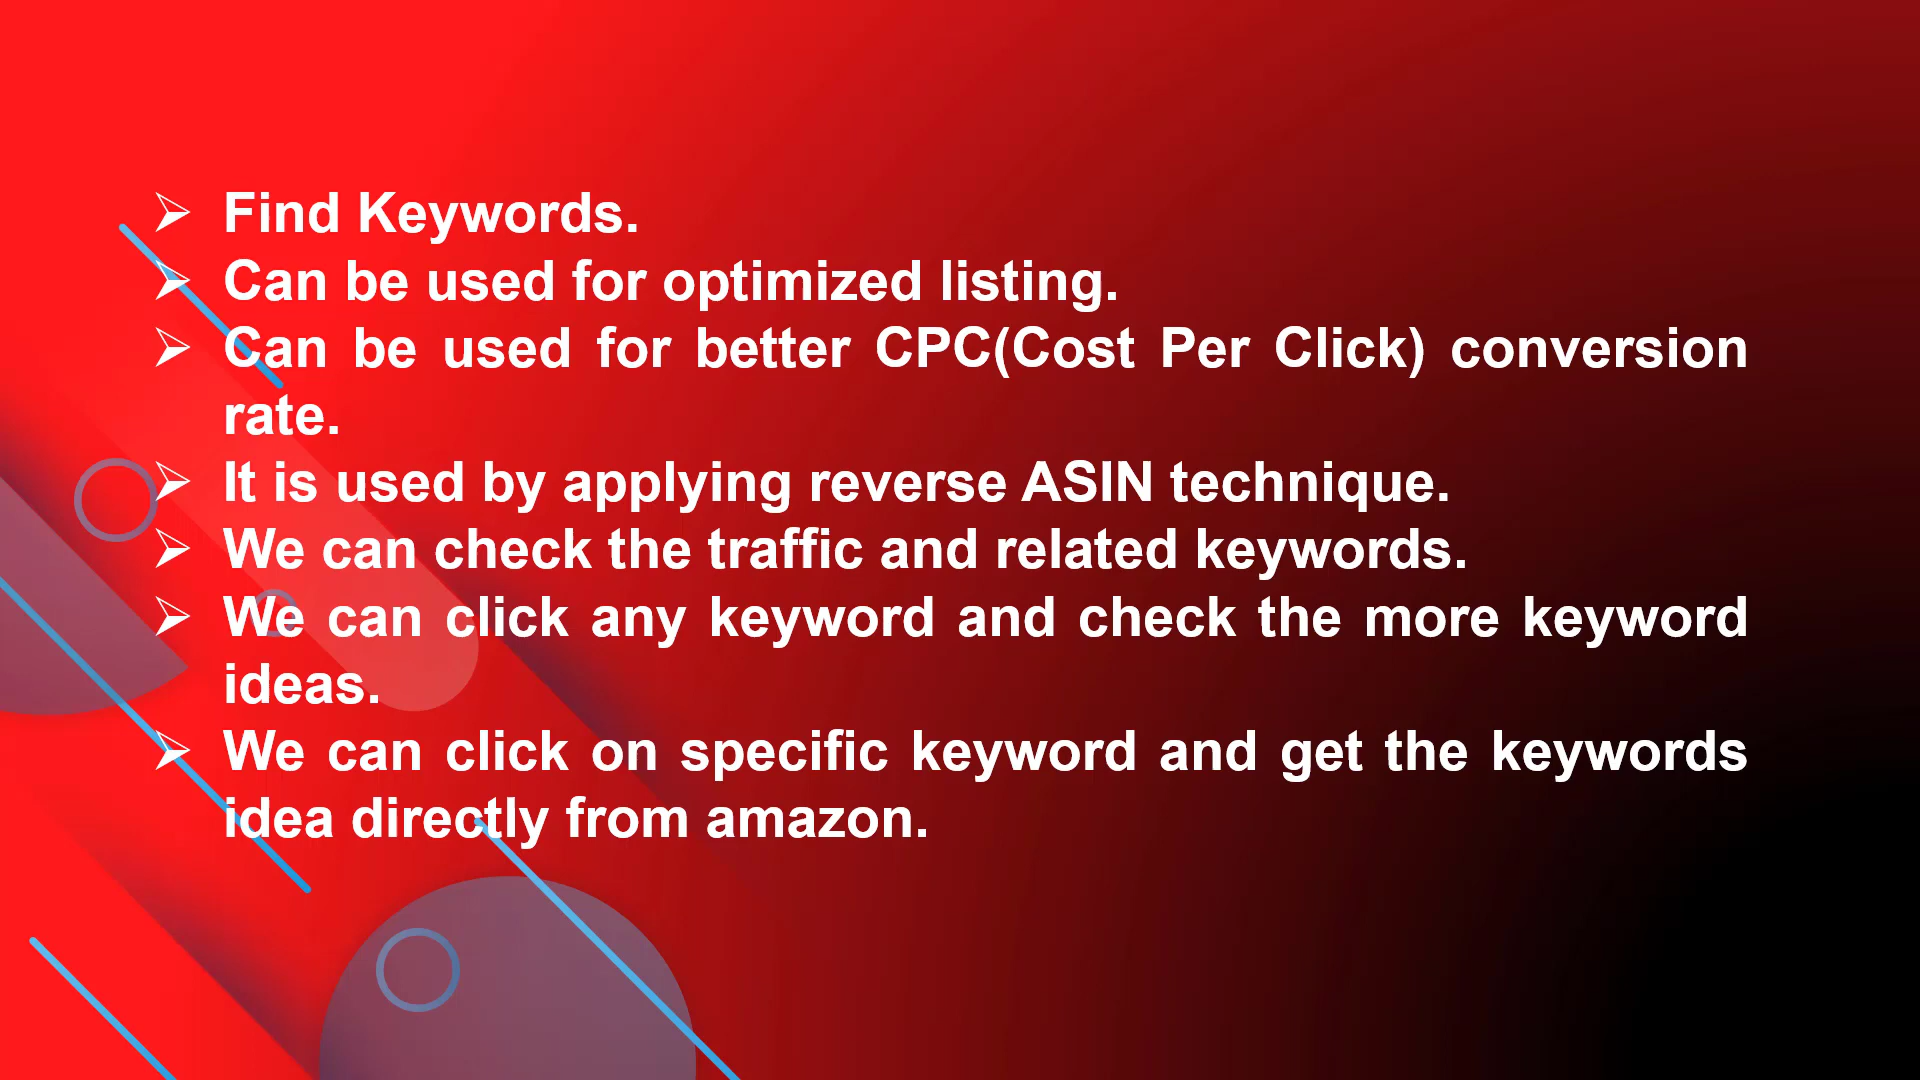 Find Keywords.
Can be used for optimized listing.
Can be used for better CPC(Cost Per Click) conversion
rate.
It is used by applying reverse ASIN technique.
We can check the traffic and related keywords.
We can click any keyword and check the more keyword
ideas.
We can click on specific keyword and get the keywords
idea directly from amazon.